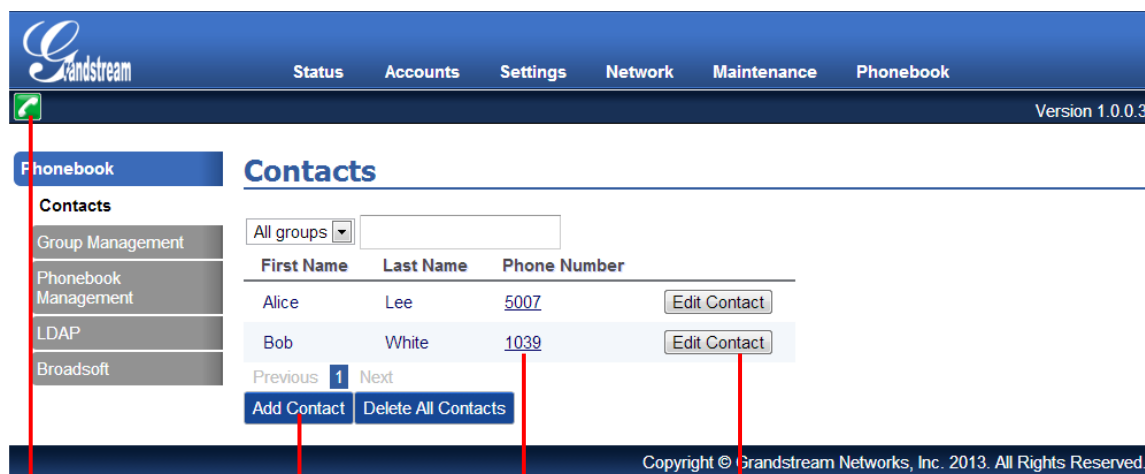 Grandstream
Status Accounts Settings Network Maintenance Phonebook
Version 1.0.0.3
Phonebook
Contacts
Group Management
Phonebook
Management
LDAP
Broadsoft
Contacts
All groups
First Name Last Name Phone Number
Alice Lee 5007 Edit Contact
Bob White 1039 Edit Contact
Previous 1 Next
Add Contact Delete All Contacts
Copyright © Grandstream Networks, Inc. 2013. All Rights Reserved.